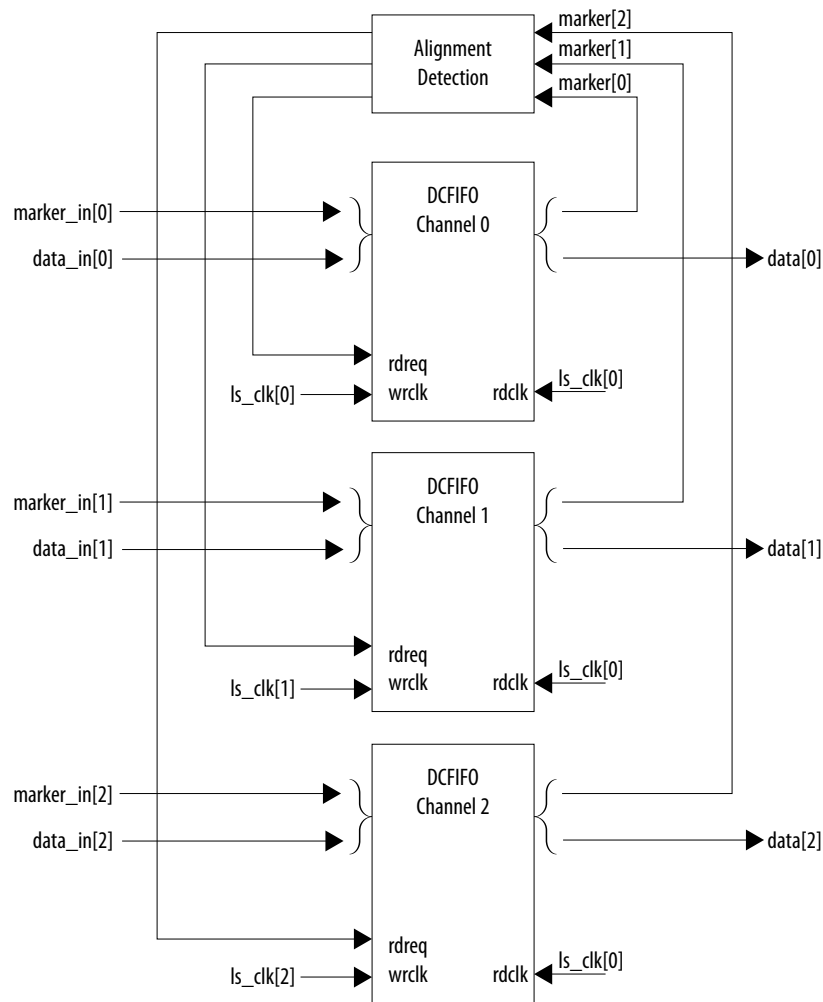 marker[2]
marker[1]
marker[0]
Alignment
Detection
DCFIFO
Channel 0
marker_in[0]
data_in[0]
data[0]
rdreq
ls_clk[0]
wrclk
rdclk
ls_clk[0]
DCFIFO
Channel 1
marker_in[1]
data_in[1]
data[1]
rdreq
ls_clk[1]
wrclk
rdclk
ls_clk[0]
DCFIFO
Channel 2
marker_in[2]
data_in[2]
data[2]
rdreq
ls_clk[2]
wrclk
rdclk
ls_clk[0]